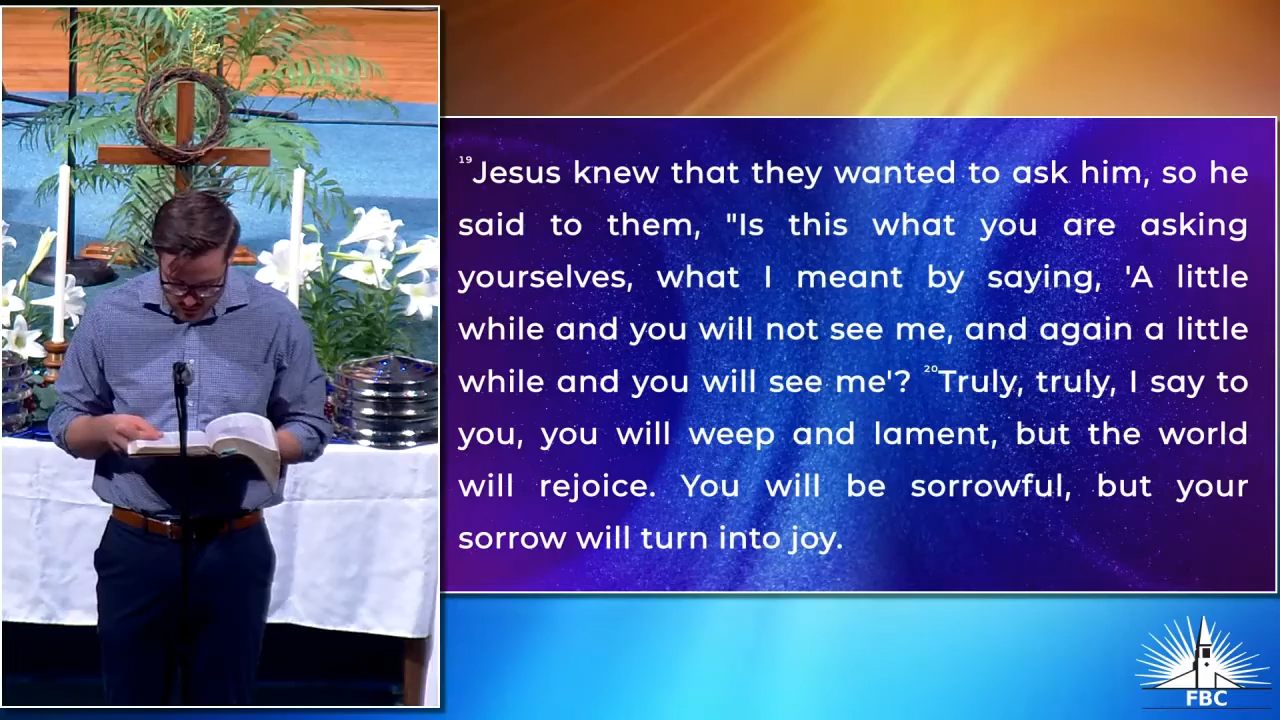 ¹⁹Jesus knew that they wanted to ask him, so he
said to them, "Is this what you are asking
yourselves, what I meant by saying, 'A little
while and you will not see me, and again a little
while and you will see me'? ²⁰Truly, truly, I say to
you, you will weep and lament, but the world
will rejoice. You will be sorrowful, but your
sorrow will turn into joy.
FBC